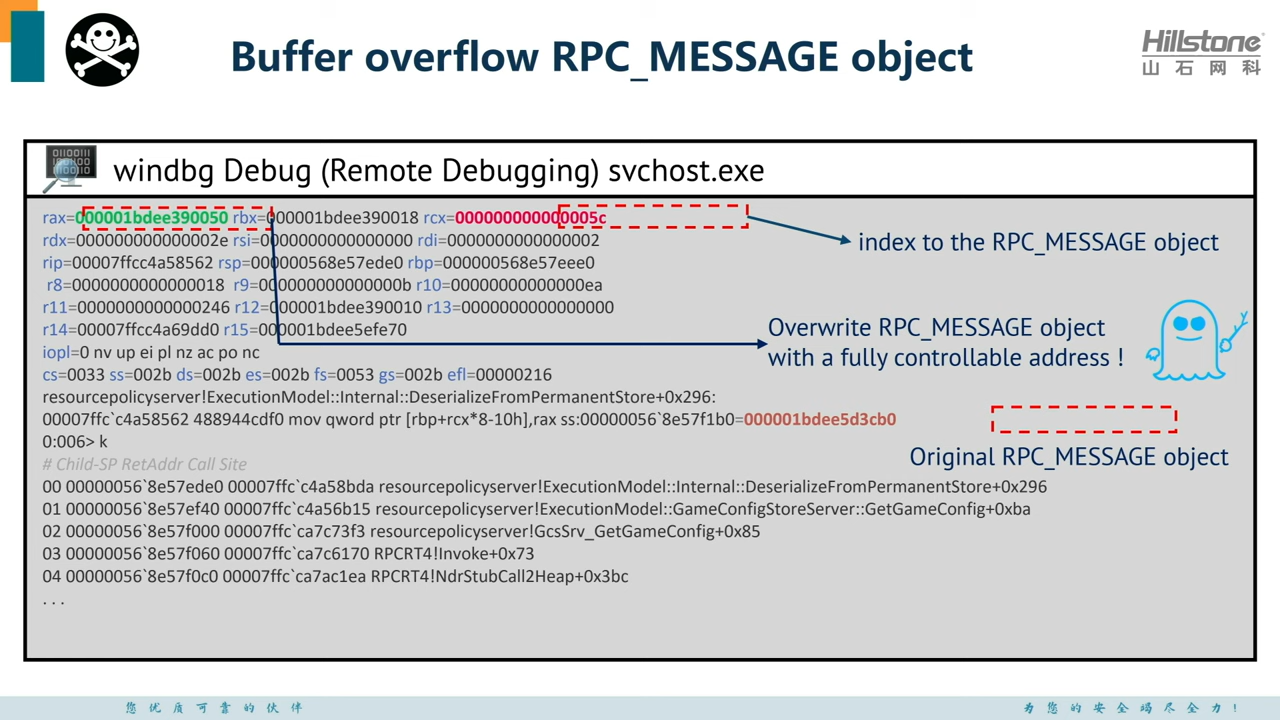 Buffer overflow RPC_MESSAGE object
Hillstone
山石网科
01100111
windbg Debug (Remote Debugging) svchost.exe
rax=000001bdee390050 rbx=000001bdee390018 rcx=000000000000005c
rdx=000000000000002e rsi=0000000000000000 rdi=0000000000000002
index to the RPC_MESSAGE object
rip=00007ffcc4a58562 rsp=000000568e57ede0 rbp=000000568e57eee0
r8=0000000000000018 r9=000000000000000b r10=00000000000000ea
r11=0000000000000246 r12=000001bdee390010 r13=0000000000000000
r14=00007ffcc4a69dd0 r15=000001bdee5efe70
Overwrite RPC_MESSAGE object
with a fully controllable address !
iopl=0 nv up ei pl nz ac po nc
cs=0033 ss=002b ds=002b es=002b fs=0053 gs=002b efl=00000216
resourcepolicyserver!ExecutionModel::Internal::DeserializeFromPermanentStore+0x296:
00007ffc`c4a58562 488944cdf0 mov qword ptr [rbp+rcx*8-10h],rax ss:00000056`8e57f1b0=000001bdee5d3cb0
0:006> k
Original RPC_MESSAGE object
# Child-SP RetAddr Call Site
00 00000056`8e57ede0 00007ffc`c4a58bda resourcepolicyserver!ExecutionModel::Internal::DeserializeFromPermanentStore+0x296
01 00000056`8e57ef40 00007ffc`c4a56b15 resourcepolicyserver!ExecutionModel::GameConfigStoreServer::GetGameConfig+0xba
02 00000056`8e57f000 00007ffc`ca7c73f3 resourcepolicyserver!GcsSrv_GetGameConfig+0x85
03 00000056`8e57f060 00007ffc`ca7c6170 RPCRT4!Invoke+0x73
04 00000056`8e57f0c0 00007ffc`ca7ac1ea RPCRT4!NdrStubCall2Heap+0x3bc
. . .
您优质可靠的伙伴
为您的安全竭尽全力！